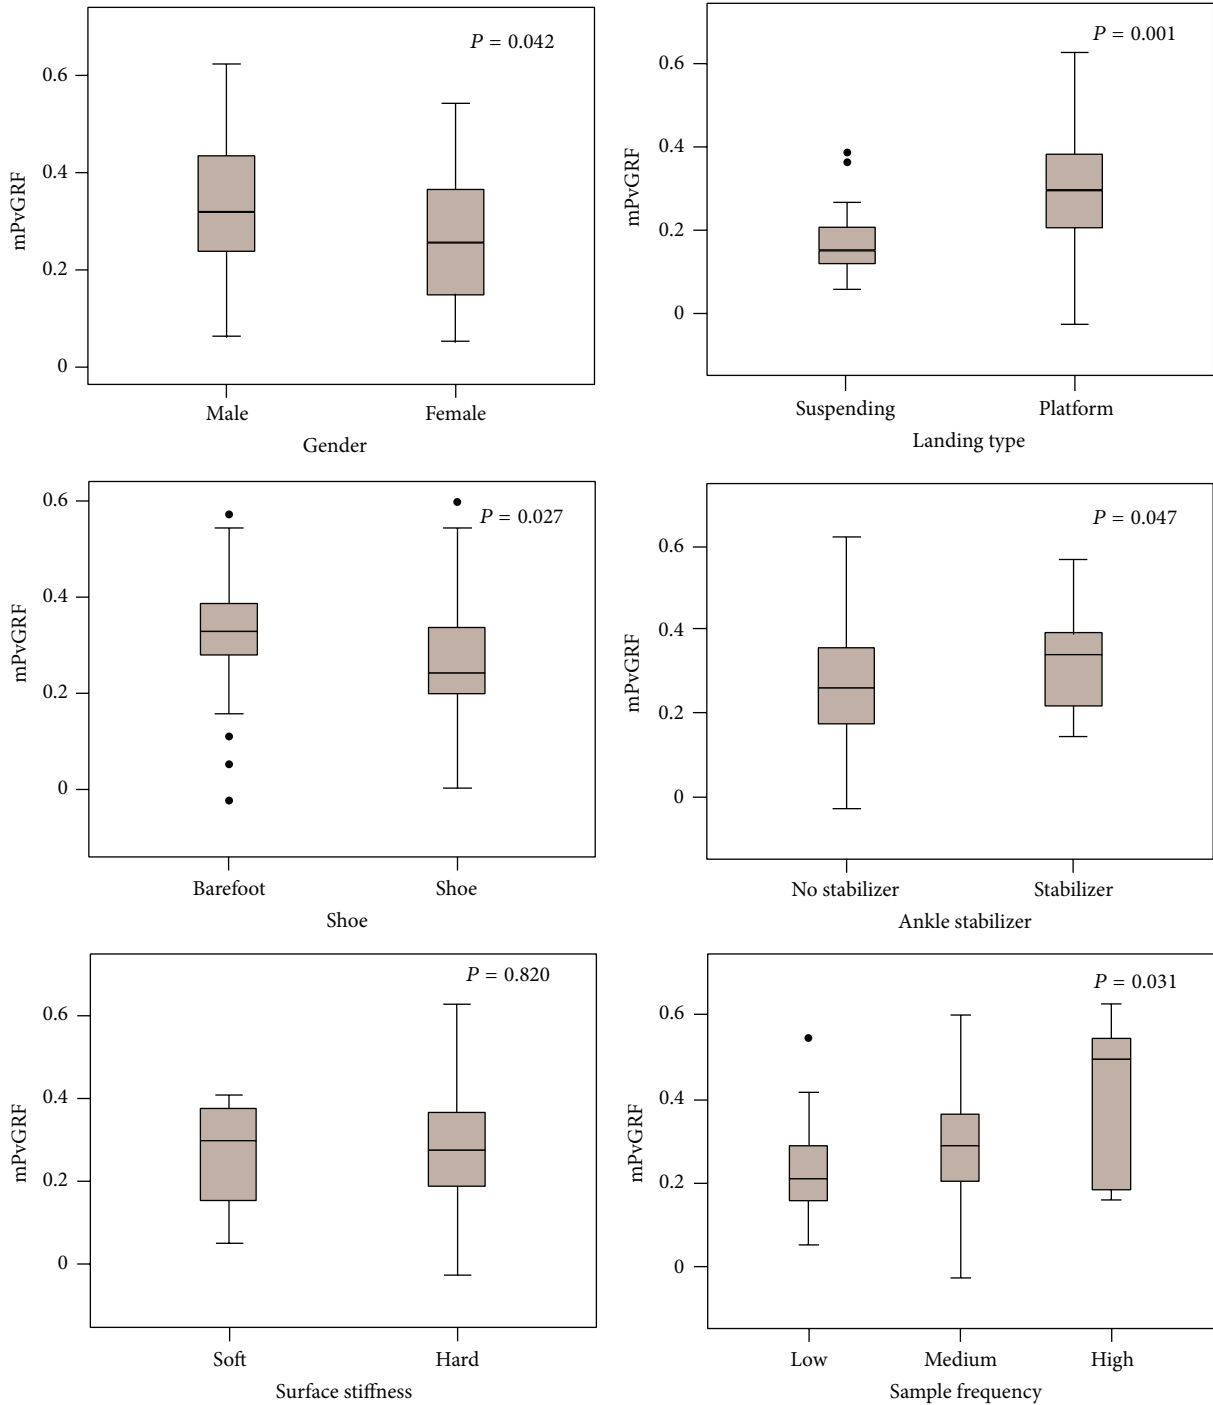 P = 0.042
0.6
0.4
0.2
0
mPvGRF
Male
Female
Gender
P = 0.001
0.6
0.4
0.2
0
mPvGRF
Suspending
Platform
Landing type
P = 0.027
0.6
0.4
0.2
0
mPvGRF
Barefoot
Shoe
Shoe
P = 0.047
0.6
0.4
0.2
0
mPvGRF
No stabilizer
Stabilizer
Ankle stabilizer
P = 0.820
0.6
0.4
0.2
0
mPvGRF
Soft
Hard
Surface stiffness
P = 0.031
0.6
0.4
0.2
0
mPvGRF
Low
Medium
High
Sample frequency